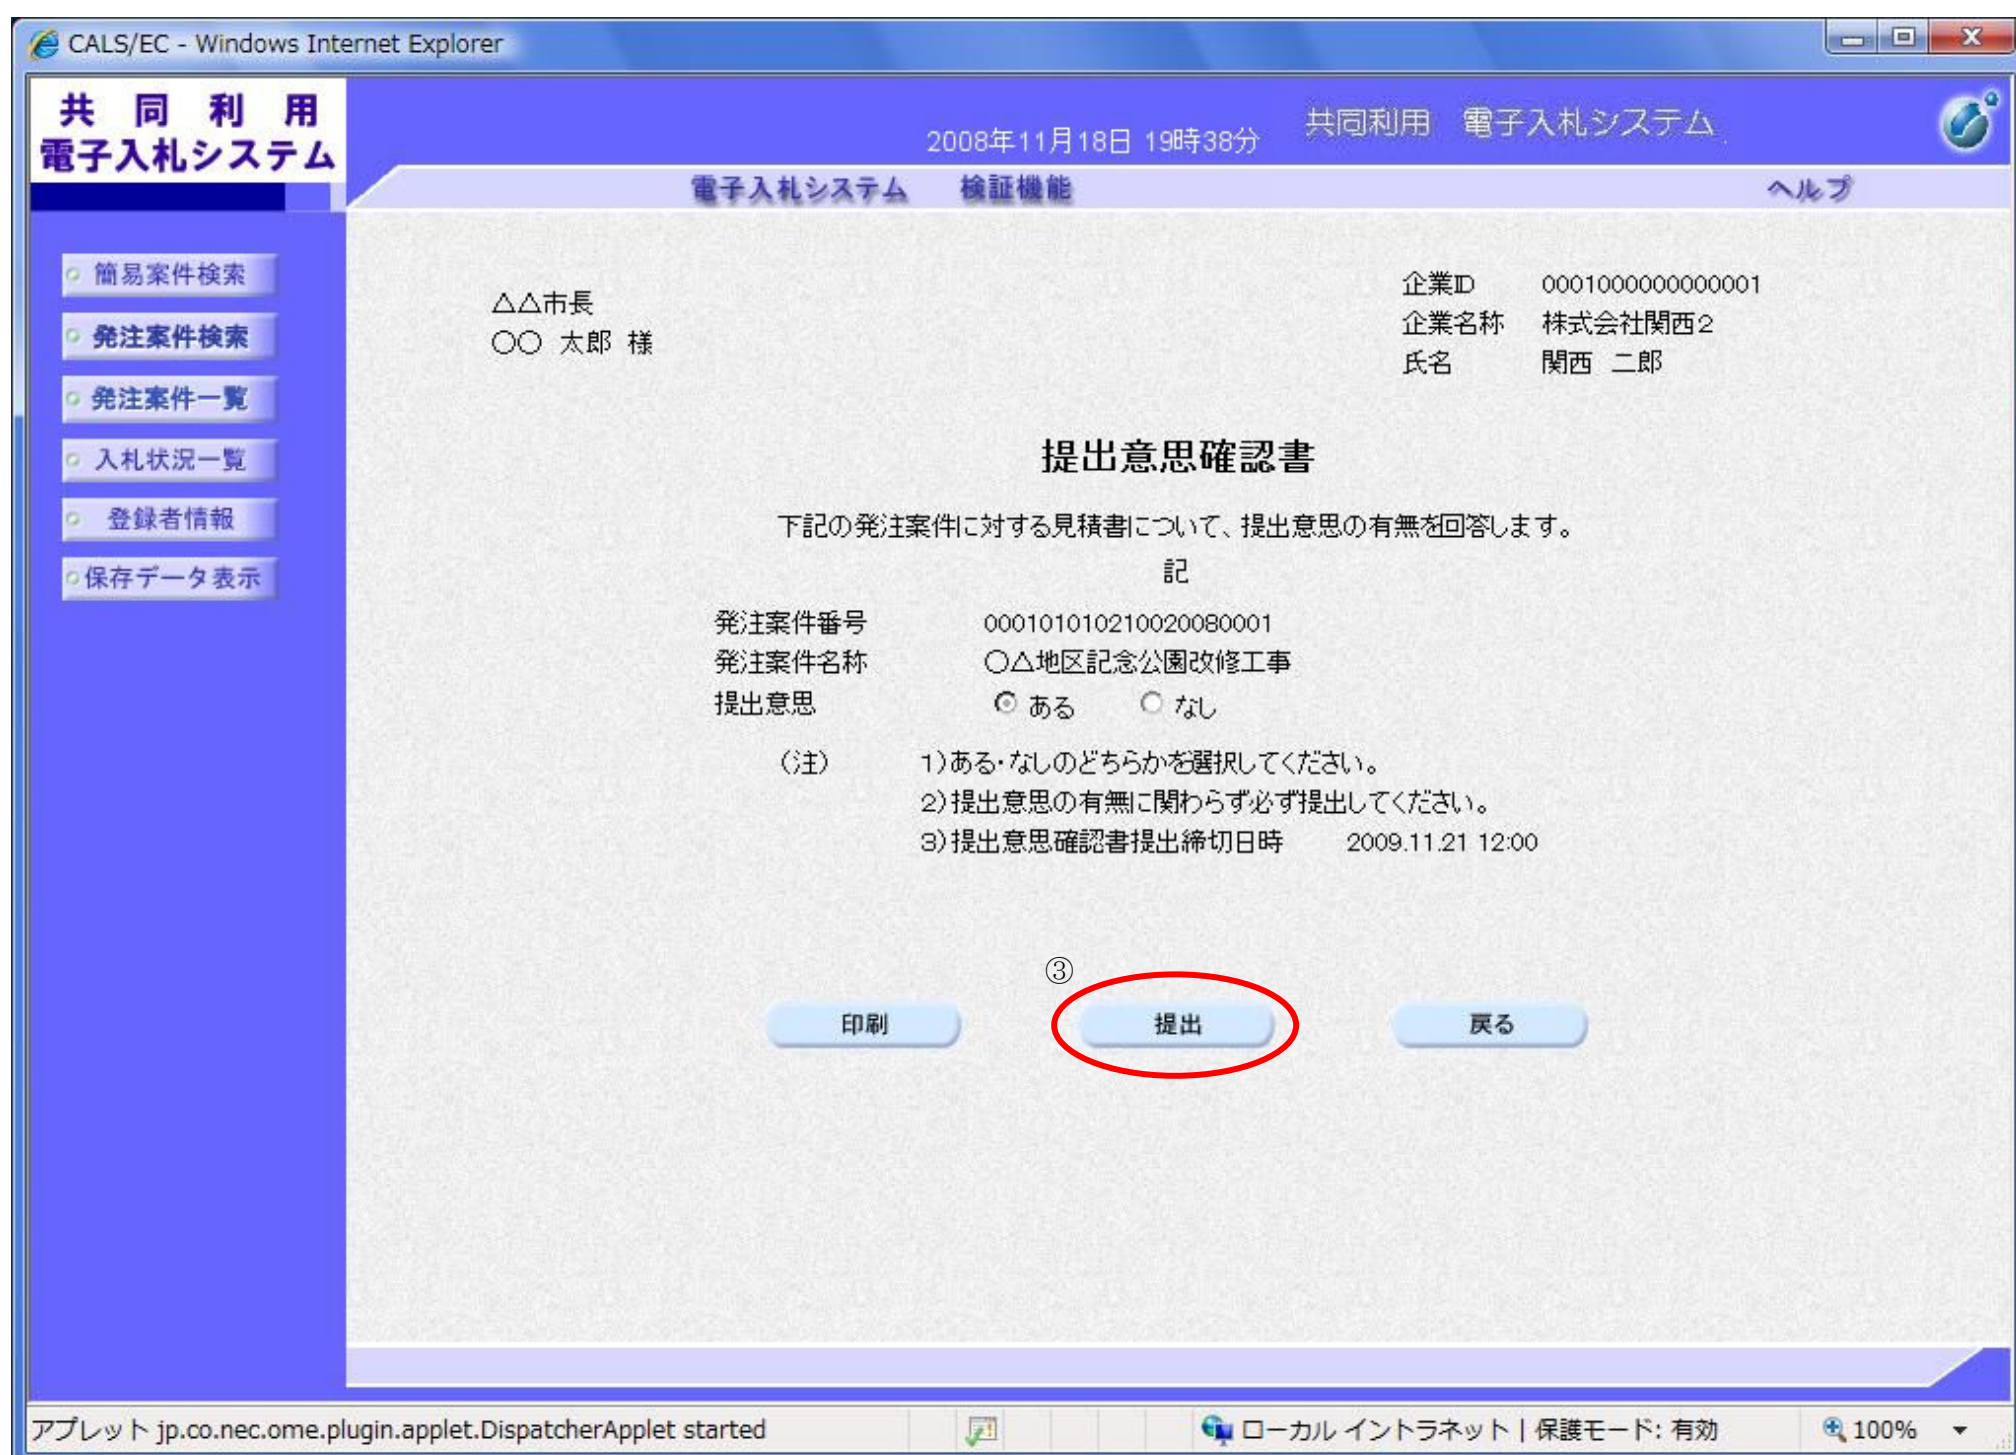 CALS/EC - Windows Internet Explorer
共同利用
電子入札システム
2008年11月18日 19時38分
共同利用 電子入札システム
電子入札システム 検証機能 ヘルプ
簡易案件検索
発注案件検索
発注案件一覧
入札状況一覧
登録者情報
保存データ表示
△△市長
○○ 太郎 様
企業ID 0001000000000001
企業名称 株式会社関西2
氏名 関西 二郎
提出意思確認書
下記の発注案件に対する見積書について、提出意思の有無を回答します。
記
発注案件番号 000101010210020080001
発注案件名称 ○△地区記念公園改修工事
提出意思 ある なし
(注) 1)ある・なしのどちらかを選択してください。
2)提出意思の有無に関わらず必ず提出してください。
3)提出意思確認書提出締切日時 2009.11.21 12:00
③
印刷 提出 戻る
アプレット jp.co.nec.ome.plugin.applet.DispatcherApplet started ローカル イントラネット | 保護モード: 有効 100%